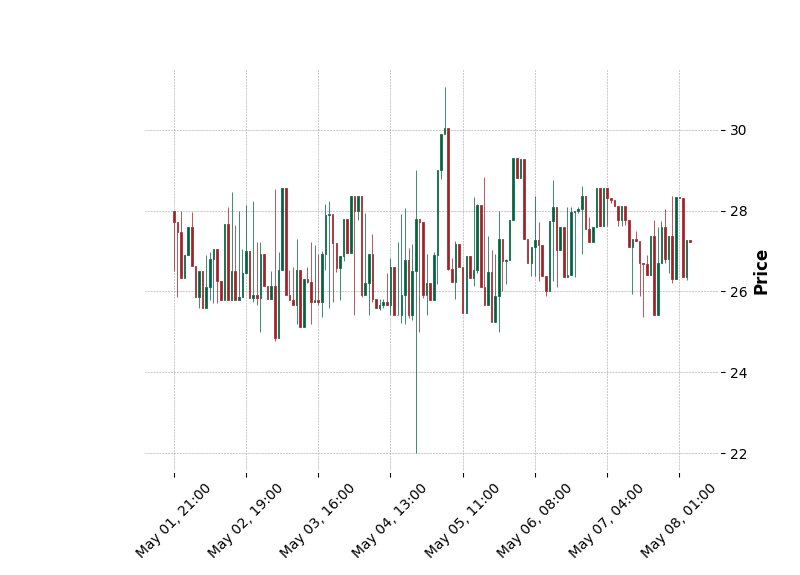 30
28
26
24
22
Price
May 01, 21:00
May 02, 19:00
May 03, 16:00
May 04, 13:00
May 05, 11:00
May 06, 08:00
May 07, 04:00
May 08, 01:00